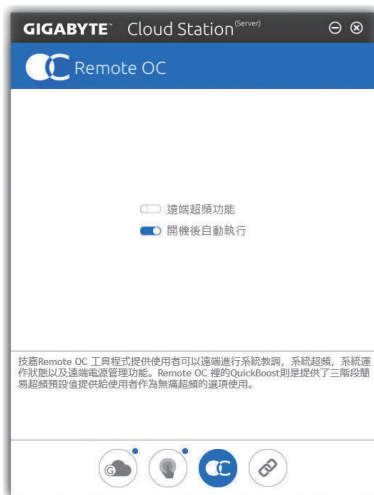 GIGABYTE™ Cloud Station (Server)
Remote OC
遠端超頻功能
開機後自動執行
技嘉Remote OC 工具程式提供使用者可以遠端進行系統教調，系統超頻，系統運
作狀態以及遠端電源管理功能。Remote OC 裡的QuickBoost則是提供了三階段簡
易超頻預設值提供給使用者作為無痛超頻的選項使用。